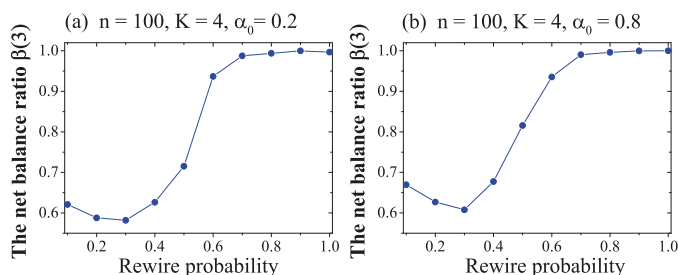 (a) n = 100, K = 4, α₀= 0.2
The net balance ratio β(3)
1.0
0.9
0.8
0.7
0.6
0.2 0.4 0.6 0.8 1.0
Rewire probability
(b) n = 100, K = 4, α₀ = 0.8
The net balance ratio β(3)
1.0
0.9
0.8
0.7
0.6
0.2 0.4 0.6 0.8 1.0
Rewire probability